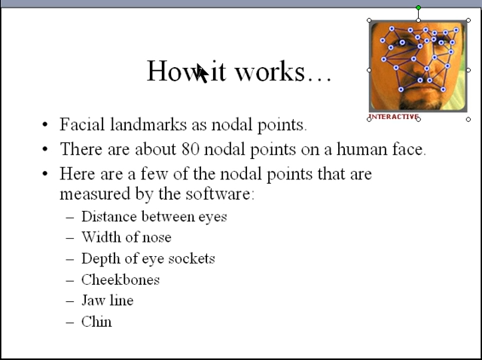 How it works…
INTERACTIVE
• Facial landmarks as nodal points.
• There are about 80 nodal points on a human face.
• Here are a few of the nodal points that are
measured by the software:
– Distance between eyes
– Width of nose
– Depth of eye sockets
– Cheekbones
– Jaw line
– Chin